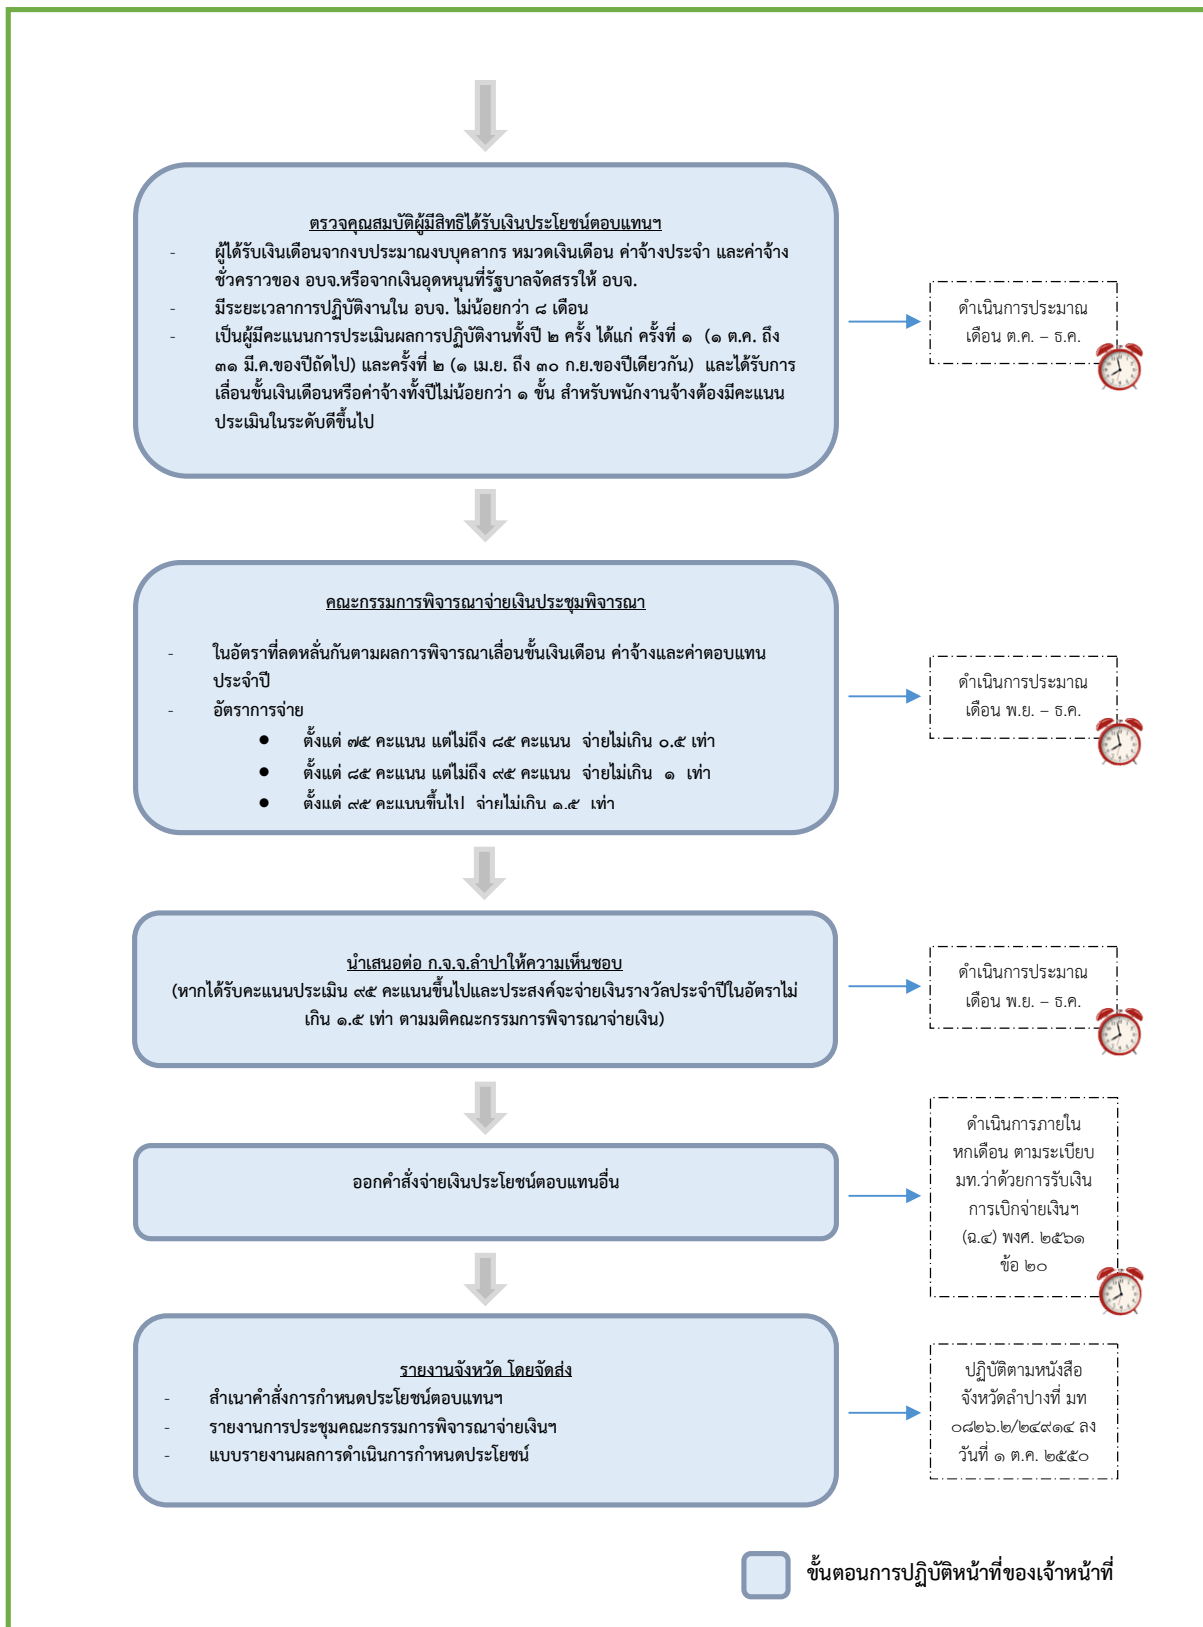 ตรวจคุณสมบัติผู้มีสิทธิได้รับเงินประโยชน์ตอบแทนฯ
- ผู้ได้รับเงินเดือนจากงบประมาณงบบุคลากร หมวดเงินเดือน ค่าจ้างประจำ และค่าจ้าง
ชั่วคราวของ อบจ.หรือจากเงินอุดหนุนที่รัฐบาลจัดสรรให้ อบจ.
- มีระยะเวลาการปฏิบัติงานใน อบจ. ไม่น้อยกว่า ๘ เดือน
- เป็นผู้มีคะแนนการประเมินผลการปฏิบัติงานทั้งปี ๒ ครั้ง ได้แก่ ครั้งที่ ๑ (๑ ต.ค. ถึง
๓๑ มี.ค.ของปีถัดไป) และครั้งที่ ๒ (๑ เม.ย. ถึง ๓๐ ก.ย.ของปีเดียวกัน) และได้รับการ
เลื่อนขั้นเงินเดือนหรือค่าจ้างทั้งปีไม่น้อยกว่า ๑ ขั้น สำหรับพนักงานจ้างต้องมีคะแนน
ประเมินในระดับดีขึ้นไป
ดำเนินการประมาณ
เดือน ต.ค. – ธ.ค.
คณะกรรมการพิจารณาจ่ายเงินประชุมพิจารณา
- ในอัตราที่ลดหลั่นกันตามผลการพิจารณาเลื่อนขั้นเงินเดือน ค่าจ้างและค่าตอบแทน
ประจำปี
- อัตราการจ่าย
● ตั้งแต่ ๗๕ คะแนน แต่ไม่ถึง ๘๕ คะแนน จ่ายไม่เกิน ๐.๕ เท่า
● ตั้งแต่ ๘๕ คะแนน แต่ไม่ถึง ๙๕ คะแนน จ่ายไม่เกิน ๑ เท่า
● ตั้งแต่ ๙๕ คะแนนขึ้นไป จ่ายไม่เกิน ๑.๕ เท่า
ดำเนินการประมาณ
เดือน พ.ย. – ธ.ค.
นำเสนอต่อ ก.จ.จ.ลำปาให้ความเห็นชอบ
(หากได้รับคะแนนประเมิน ๙๕ คะแนนขึ้นไปและประสงค์จะจ่ายเงินรางวัลประจำปีในอัตราไม่
เกิน ๑.๕ เท่า ตามมติคณะกรรมการพิจารณาจ่ายเงิน)
ดำเนินการประมาณ
เดือน พ.ย. – ธ.ค.
ออกคำสั่งจ่ายเงินประโยชน์ตอบแทนอื่น
ดำเนินการภายใน
หกเดือน ตามระเบียบ
มท.ว่าด้วยการรับเงิน
การเบิกจ่ายเงินฯ
(ฉ.๔) พงศ. ๒๕๖๑
ข้อ ๒๐
รายงานจังหวัด โดยจัดส่ง
- สำเนาคำสั่งการกำหนดประโยชน์ตอบแทนฯ
- รายงานการประชุมคณะกรรมการพิจารณาจ่ายเงินฯ
- แบบรายงานผลการดำเนินการกำหนดประโยชน์
ปฏิบัติตามหนังสือ
จังหวัดลำปางที่ มท
๐๘๒๖.๒/๒๔๙๑๔ ลง
วันที่ ๑ ต.ค. ๒๕๕๐
ขั้นตอนการปฏิบัติหน้าที่ของเจ้าหน้าที่